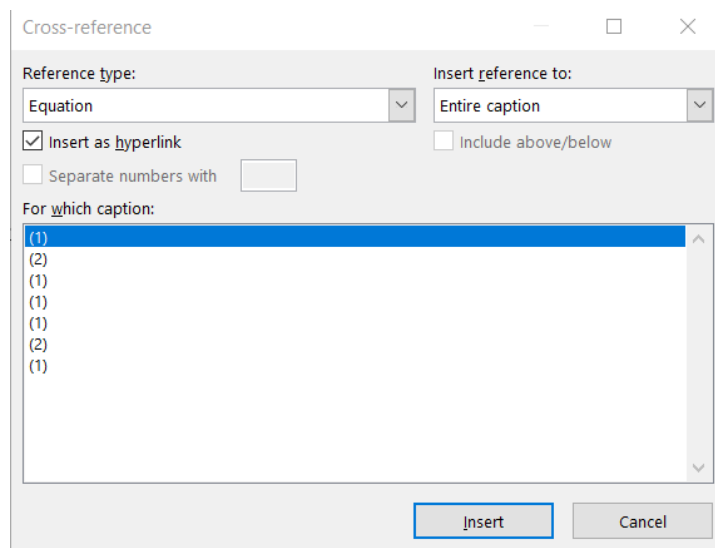 Cross-reference
Reference type:
Insert reference to:
Equation
Entire caption
Insert as hyperlink
Include above/below
Separate numbers with
For which caption:
(1)
(2)
(1)
(1)
(1)
(2)
(1)
Insert
Cancel